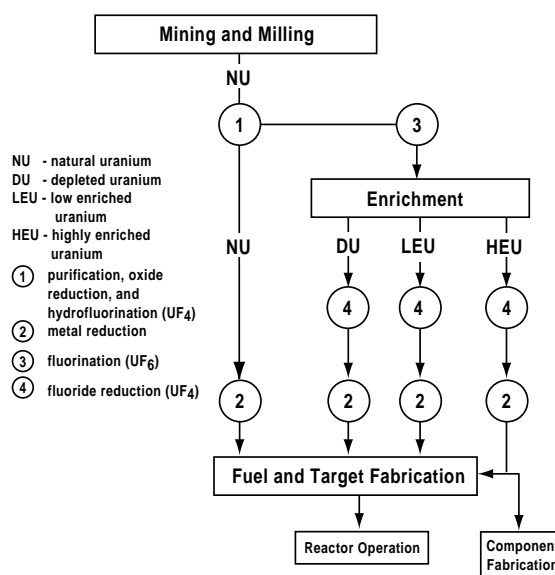 Mining and Milling
NU
1
3
NU - natural uranium
DU - depleted uranium
LEU - low enriched
uranium
HEU - highly enriched
uranium
1 purification, oxide
reduction, and
hydrofluorination (UF4)
2 metal reduction
3 fluorination (UF6)
4 fluoride reduction (UF4)
Enrichment
NU
DU
LEU
HEU
4
4
4
2
2
2
2
Fuel and Target Fabrication
Reactor Operation
Component
Fabrication